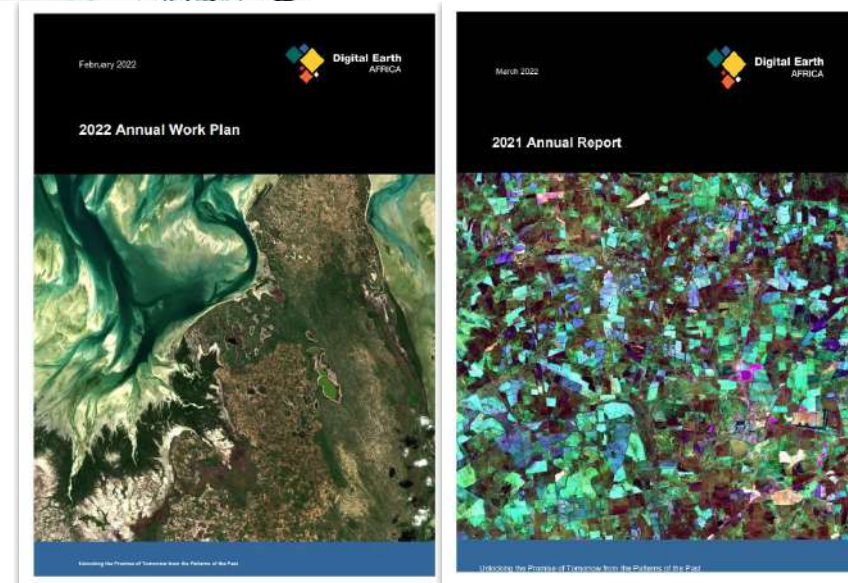 February 2022
Digital Earth
AFRICA
2022 Annual Work Plan
Unlocking the Promise of Tomorrow from the Patterns of the Past
March 2022
Digital Earth
AFRICA
2021 Annual Report
Unlocking the Promise of Tomorrow from the Patterns of the Past